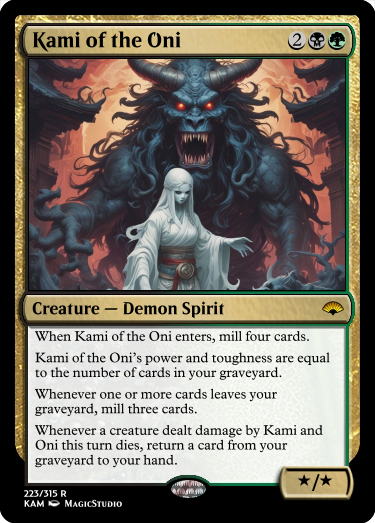 Kami of the Oni 2
Creature — Demon Spirit
When Kami of the Oni enters, mill four cards.
Kami of the Oni's power and toughness are equal
to the number of cards in your graveyard.
Whenever one or more cards leaves your
graveyard, mill three cards.
Whenever a creature dealt damage by Kami and
Oni this turn dies, return a card from your
graveyard to your hand.
★/★
223/315 R
KAM MAGICSTUDIO